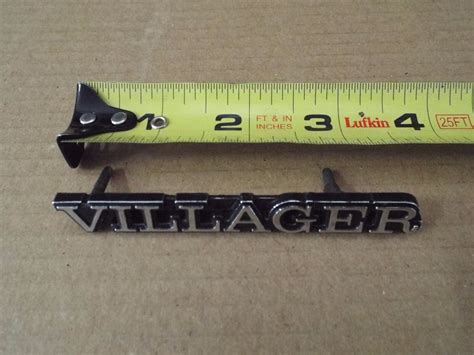 1 2 FT & IN 3 Lufkin 4 25FT
INCHES
VILLAGER